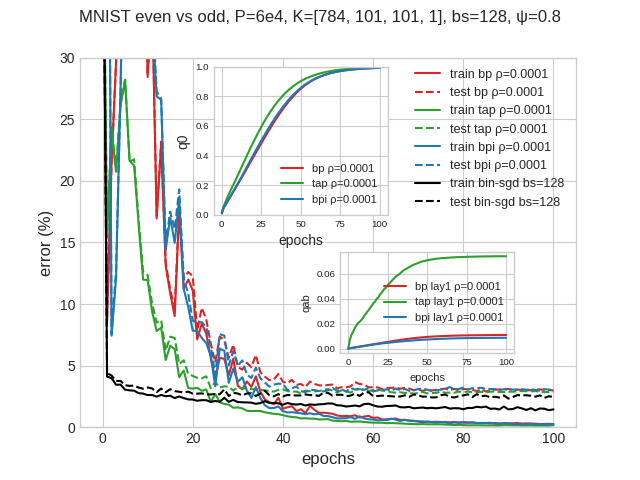 MNIST even vs odd, P=6e4, K=[784, 101, 101, 1], bs=128, ψ=0.8
error (%)
30
25
20
15
10
5
0
0
20
40
60
80
100
epochs
q0
1.0
0.8
0.6
0.4
0.2
0.0
0
25
50
75
100
epochs
bp ρ=0.0001
tap ρ=0.0001
bpi ρ=0.0001
train bp ρ=0.0001
test bp ρ=0.0001
train tap ρ=0.0001
test tap ρ=0.0001
train bpi ρ=0.0001
test bpi ρ=0.0001
train bin-sgd bs=128
test bin-sgd bs=128
qab
0.06
0.04
0.02
0.00
0
25
50
75
100
epochs
bp lay1 ρ=0.0001
tap lay1 ρ=0.0001
bpi lay1 ρ=0.0001